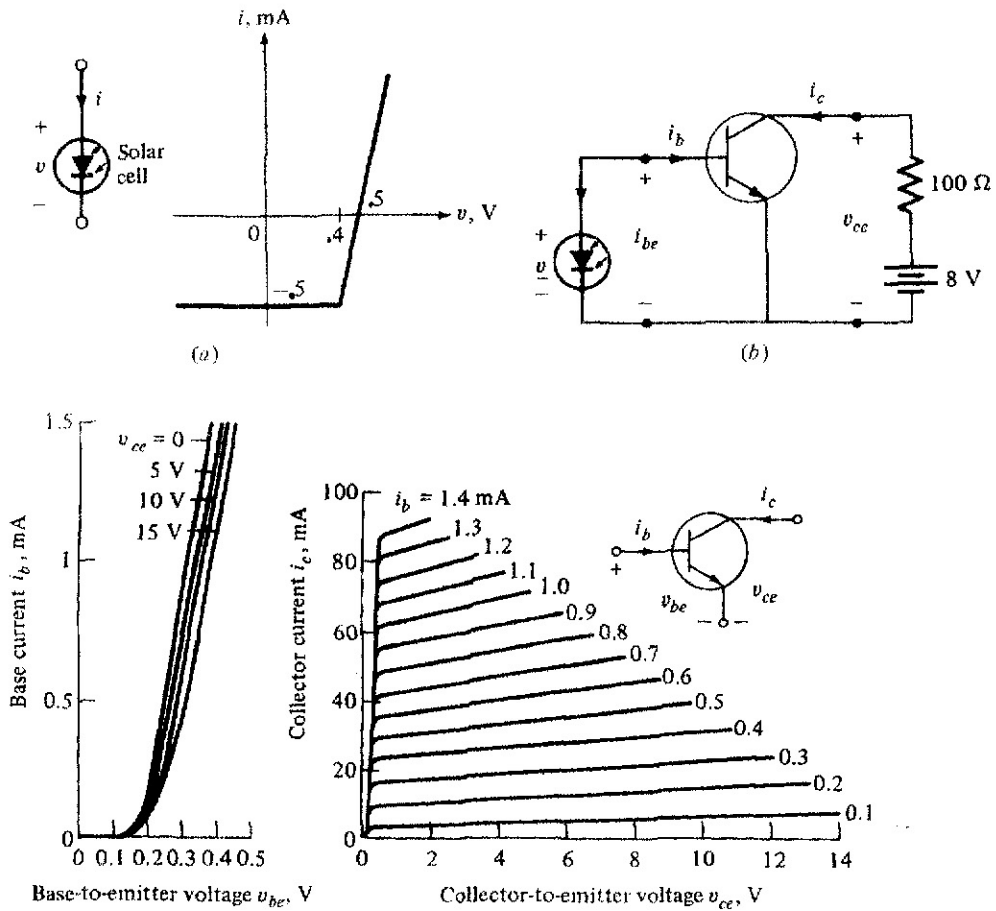 i, mA
i
+
v
−
Solar
cell
.5
0
.4
v, V
−.5
(a)
i_b
i_c
+
+
+
v
−
−
i_be
v_ce
100 Ω
8 V
−
−
(b)
Base current i_b, mA
1.5
1
0.5
0
v_ce = 0
5 V
10 V
15 V
0 0.1 0.2 0.3 0.4 0.5
Base-to-emitter voltage v_be, V
Collector current i_c, mA
100
80
60
40
20
0
i_b = 1.4 mA
1.3
1.2
1.1
1.0
0.9
0.8
0.7
0.6
0.5
0.4
0.3
0.2
0.1
i_b
i_c
+
v_be
v_ce
− −
0 2 4 6 8 10 12 14
Collector-to-emitter voltage v_ce, V